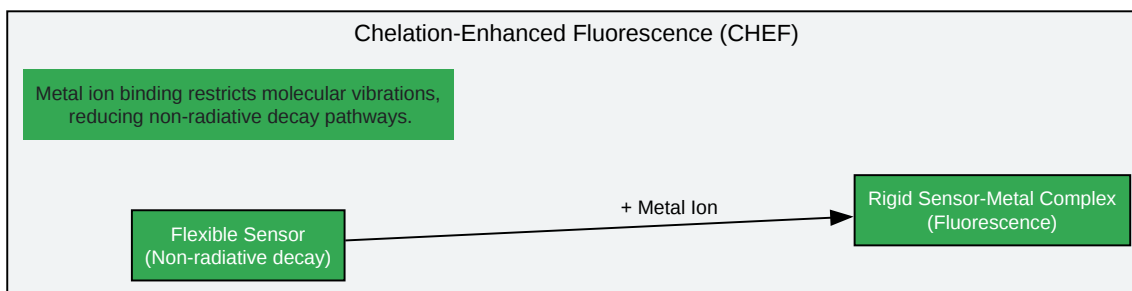 Chelation-Enhanced Fluorescence (CHEF)
Metal ion binding restricts molecular vibrations,
reducing non-radiative decay pathways.
+ Metal Ion
Rigid Sensor-Metal Complex
(Fluorescence)
Flexible Sensor
(Non-radiative decay)